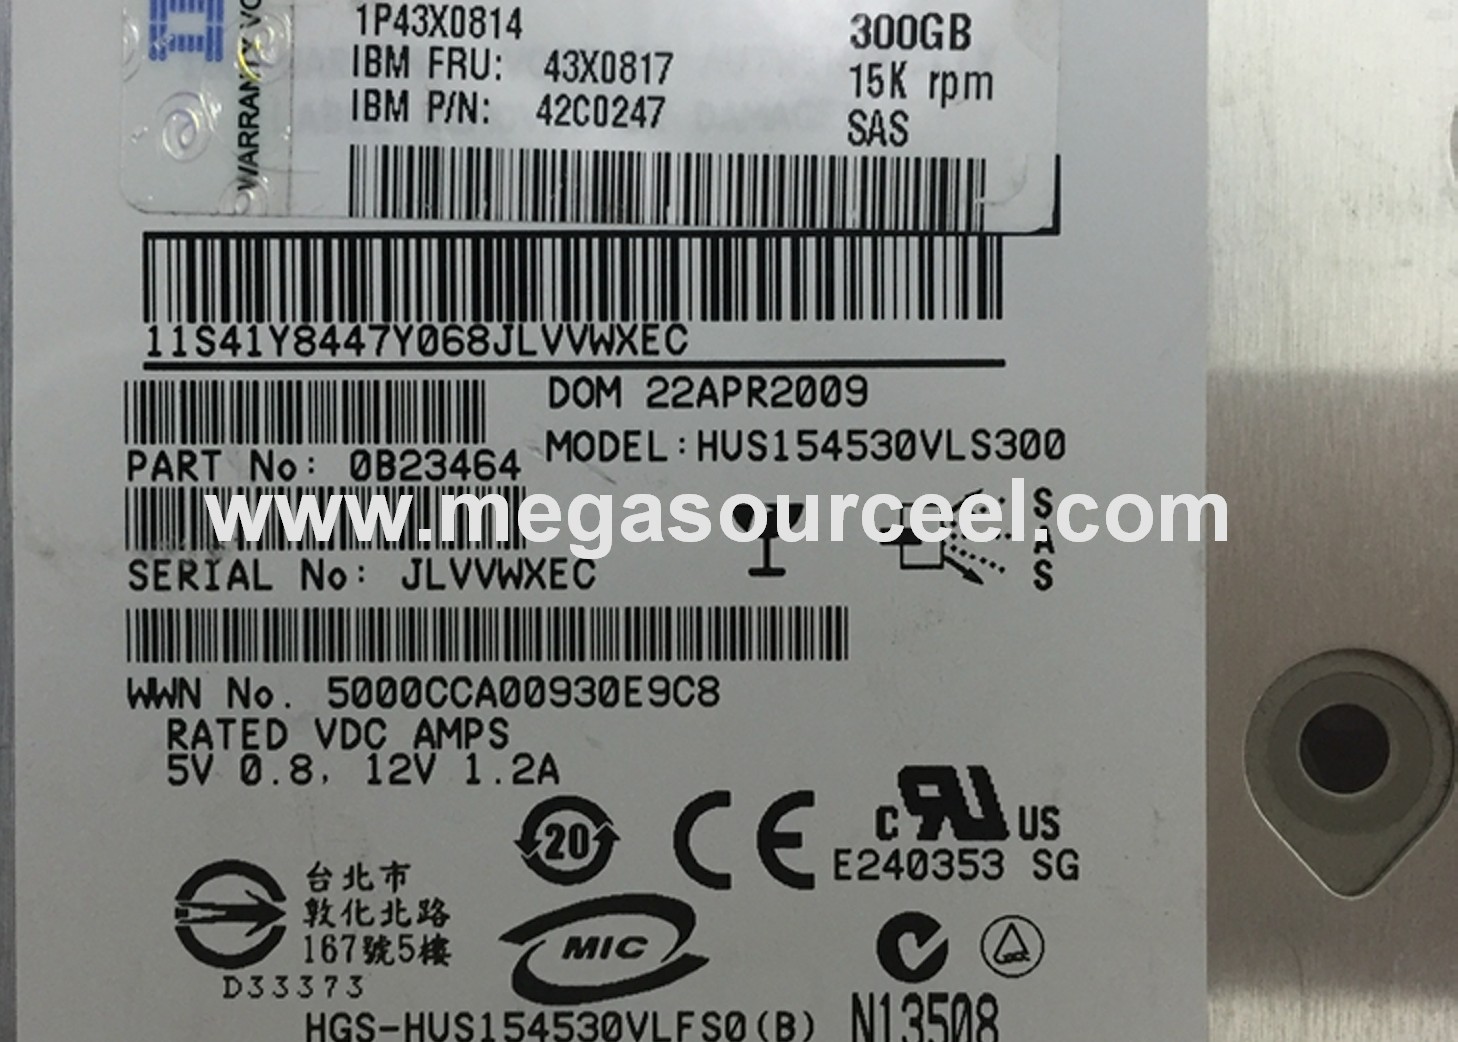 1P43X0814
300GB
IBM FRU: 43X0817
15K rpm
IBM P/N: 42C0247
SAS
WARRANTY VO
11S41Y8447Y068JLVVWXEC
DOM 22APR2009
MODEL:HUS154530VLS300
PART No: 0B23464
www.megasourceel.com
SAS
SERIAL No: JLVVWXEC
WWN No. 5000CCA00930E9C8
RATED VDC AMPS
5V 0.8, 12V 1.2A
20
CE
C US
E240353 SG
台北市
敦化北路
167號5樓
D33373
MIC
N13508
HGS-HUS154530VLFS0(B)